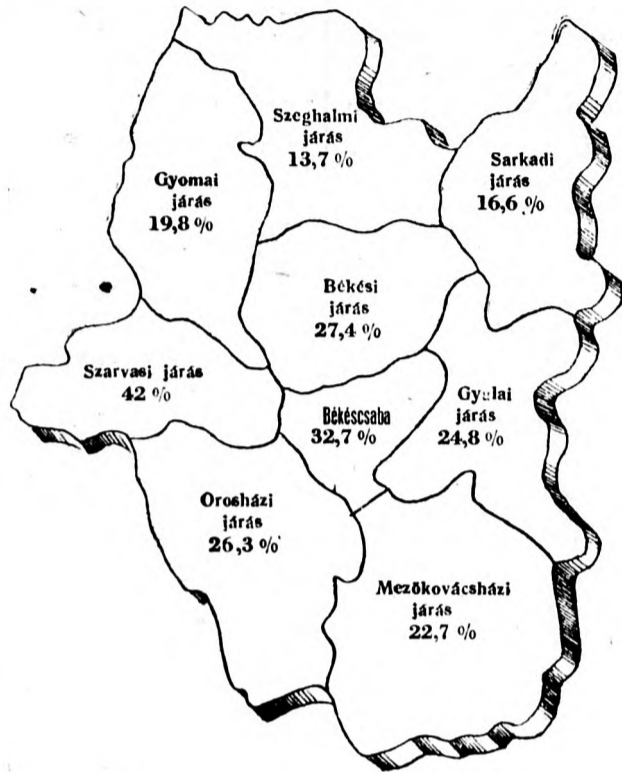 Szeghalmi
járás
13,7 %
Sarkadi
járás
16,6 %
Gyomai
járás
19,8 %
Békési
járás
27,4 %
Szarvasi járás
42 %
Békéscsaba
32,7 %
Gyulai
járás
24,8 %
Orosházi
járás
26,3 %
Mezőkovácsházi
járás
22,7 %